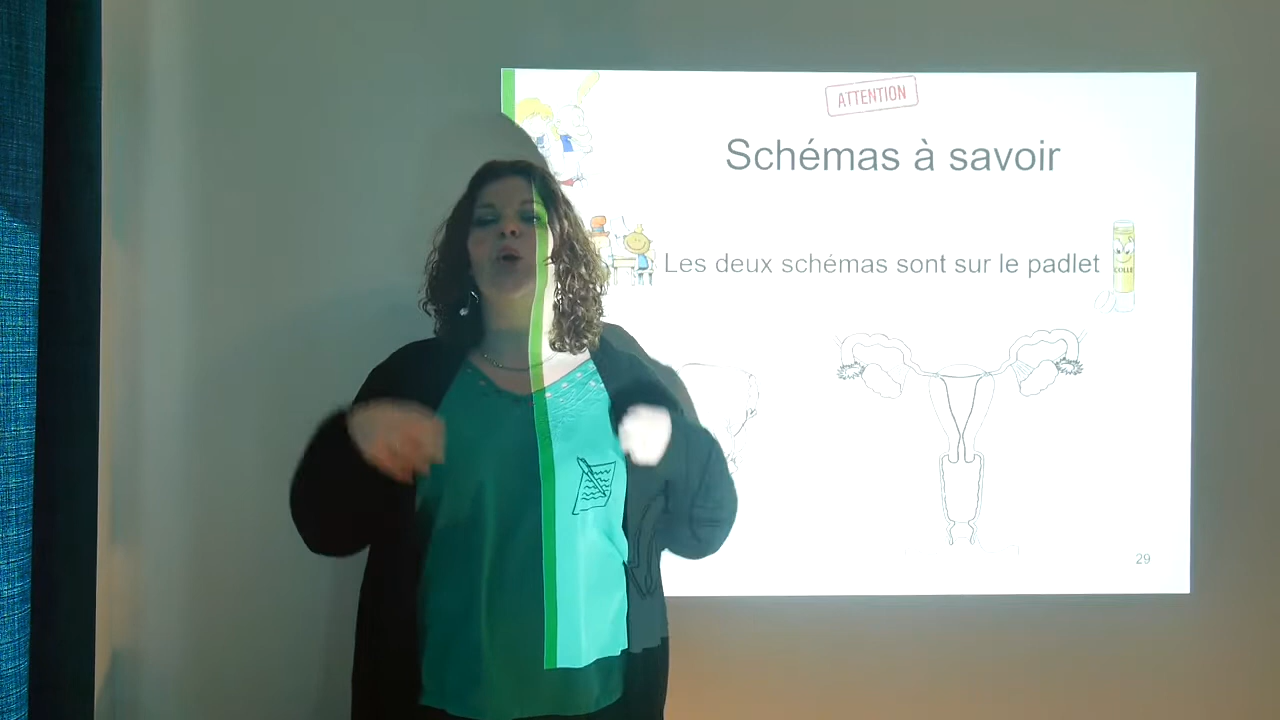 ATTENTION
Schémas à savoir
Les deux schémas sont sur le padlet
COLLE
29